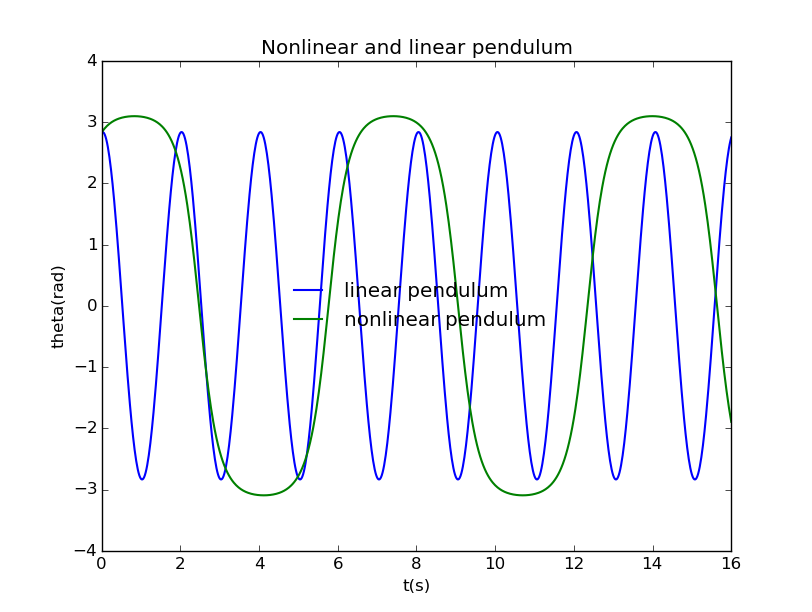 Nonlinear and linear pendulum
4
3
2
1
0
−1
−2
−3
−4
theta(rad)
linear pendulum
nonlinear pendulum
0 2 4 6 8 10 12 14 16
t(s)